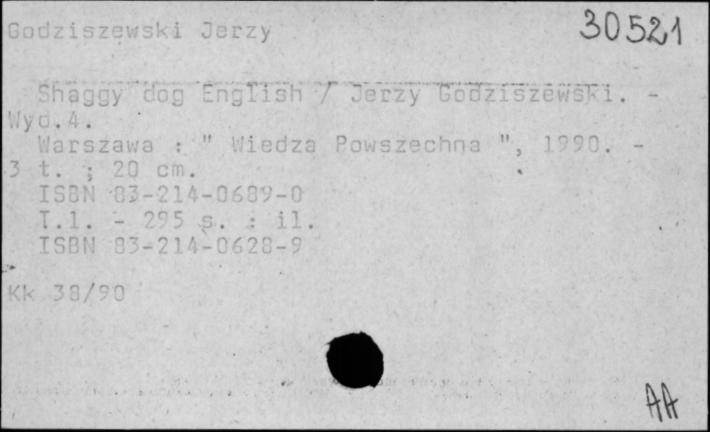 Godziszewski Jerzy
30521
Shaggy dog English / Jerzy Godziszewski. -
Wyd.4.
Warszawa : " Wiedza Powszechna ", 1990. -
3 t. ; 20 cm.
ISBN 83-214-0689-0
T.1. - 295 s. : il.
ISBN 83-214-0628-9
Kk 38/90
AA